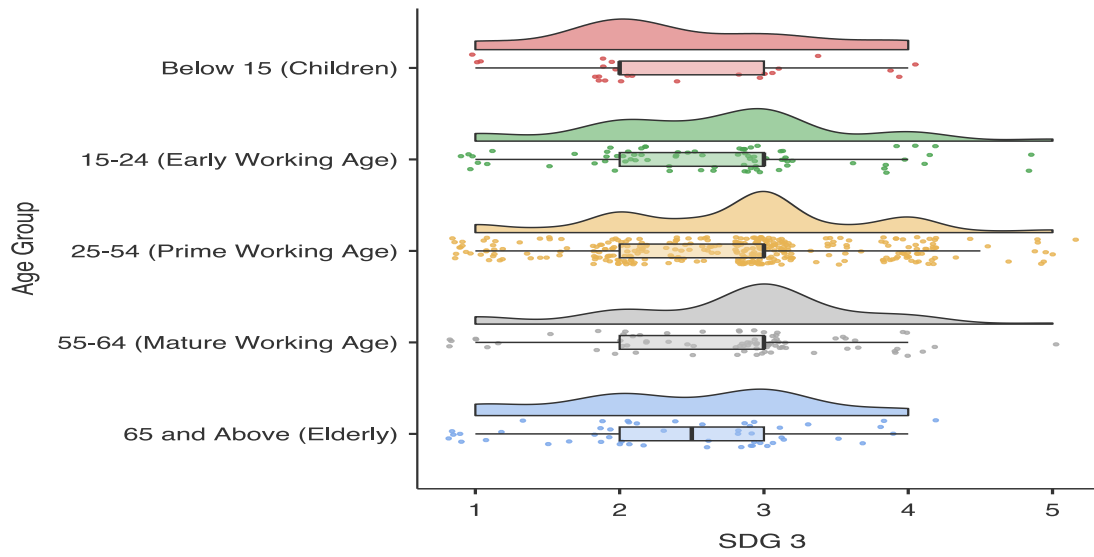 Below 15 (Children)
15-24 (Early Working Age)
25-54 (Prime Working Age)
55-64 (Mature Working Age)
65 and Above (Elderly)
Age Group
1 2 3 4 5
SDG 3